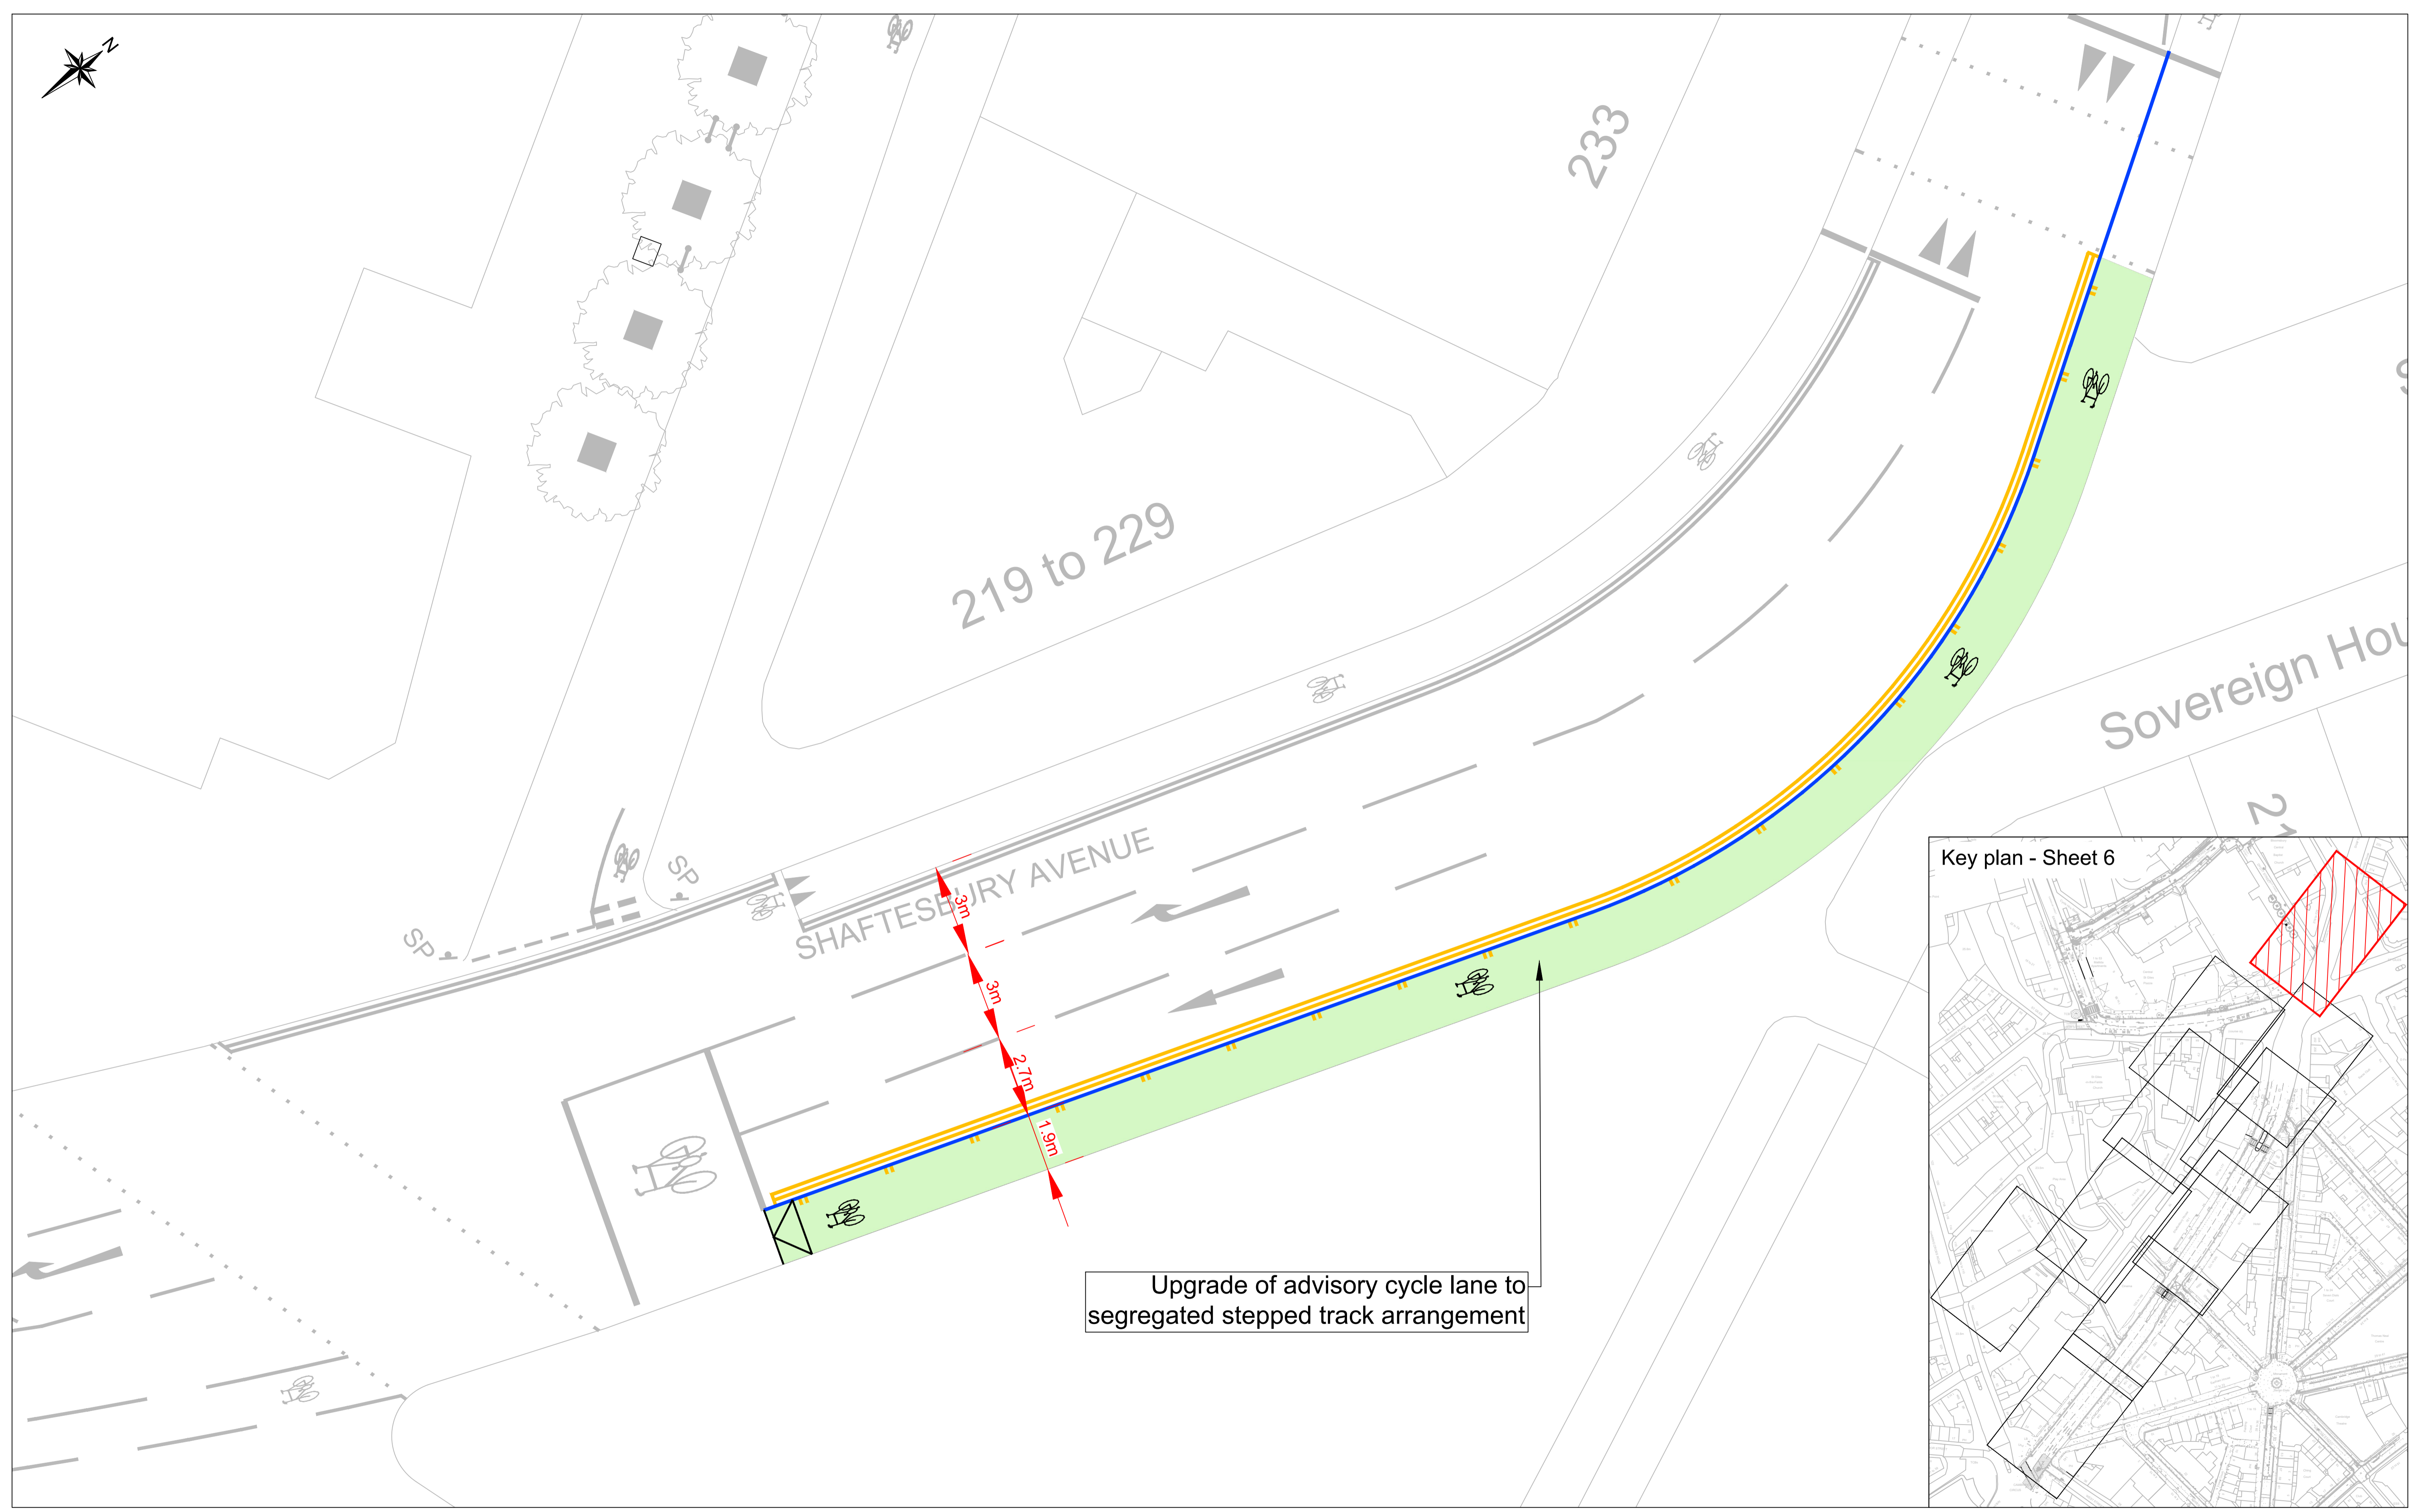 N
233
219 to 229
Sovereign Hou
21
SP
SP
SHAFTESBURY AVENUE
3m
3m
2.7m
1.9m
Upgrade of advisory cycle lane to
segregated stepped track arrangement
Key plan - Sheet 6